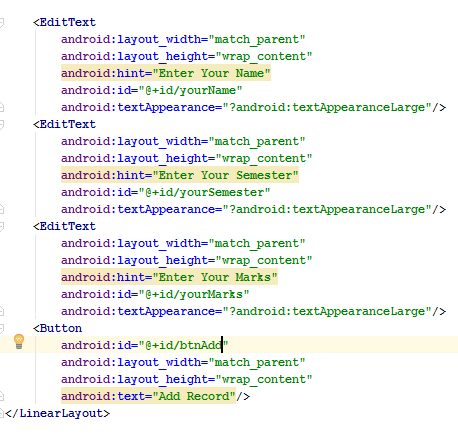 <EditText
android:layout_width="match_parent"
android:layout_height="wrap_content"
android:hint="Enter Your Name"
android:id="@+id/yourName"
android:textAppearance="?android:textAppearanceLarge"/>
<EditText
android:layout_width="match_parent"
android:layout_height="wrap_content"
android:hint="Enter Your Semester"
android:id="@+id/yourSemester"
android:textAppearance="?android:textAppearanceLarge"/>
<EditText
android:layout_width="match_parent"
android:layout_height="wrap_content"
android:hint="Enter Your Marks"
android:id="@+id/yourMarks"
android:textAppearance="?android:textAppearanceLarge"/>
<Button
android:id="@+id/btnAdd"
android:layout_width="match_parent"
android:layout_height="wrap_content"
android:text="Add Record"/>
</LinearLayout>